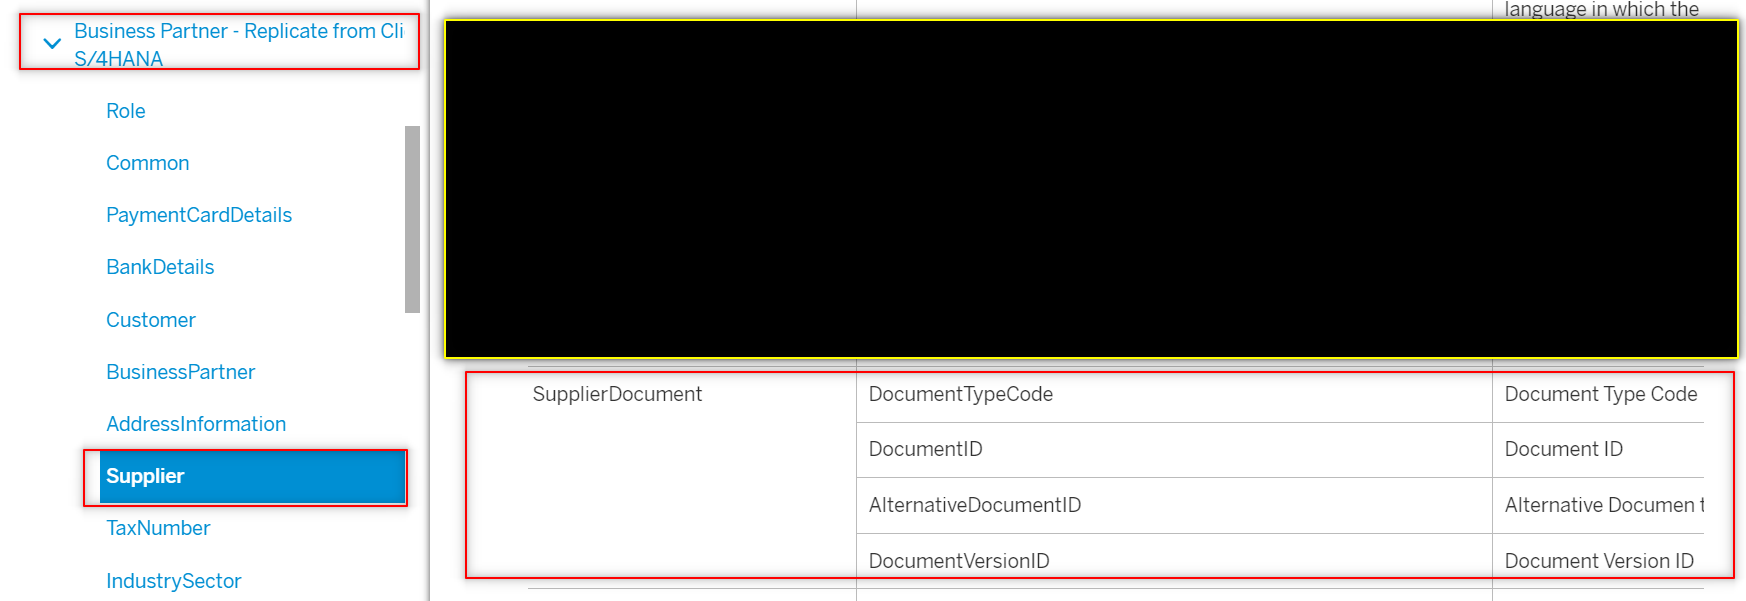 Business Partner - Replicate from Cli
S/4HANA
Role
Common
PaymentCardDetails
BankDetails
Customer
BusinessPartner
AddressInformation
Supplier
TaxNumber
IndustrySector
language in which the
SupplierDocument DocumentTypeCode Document Type Code
DocumentID Document ID
AlternativeDocumentID Alternative Documen t
DocumentVersionID Document Version ID